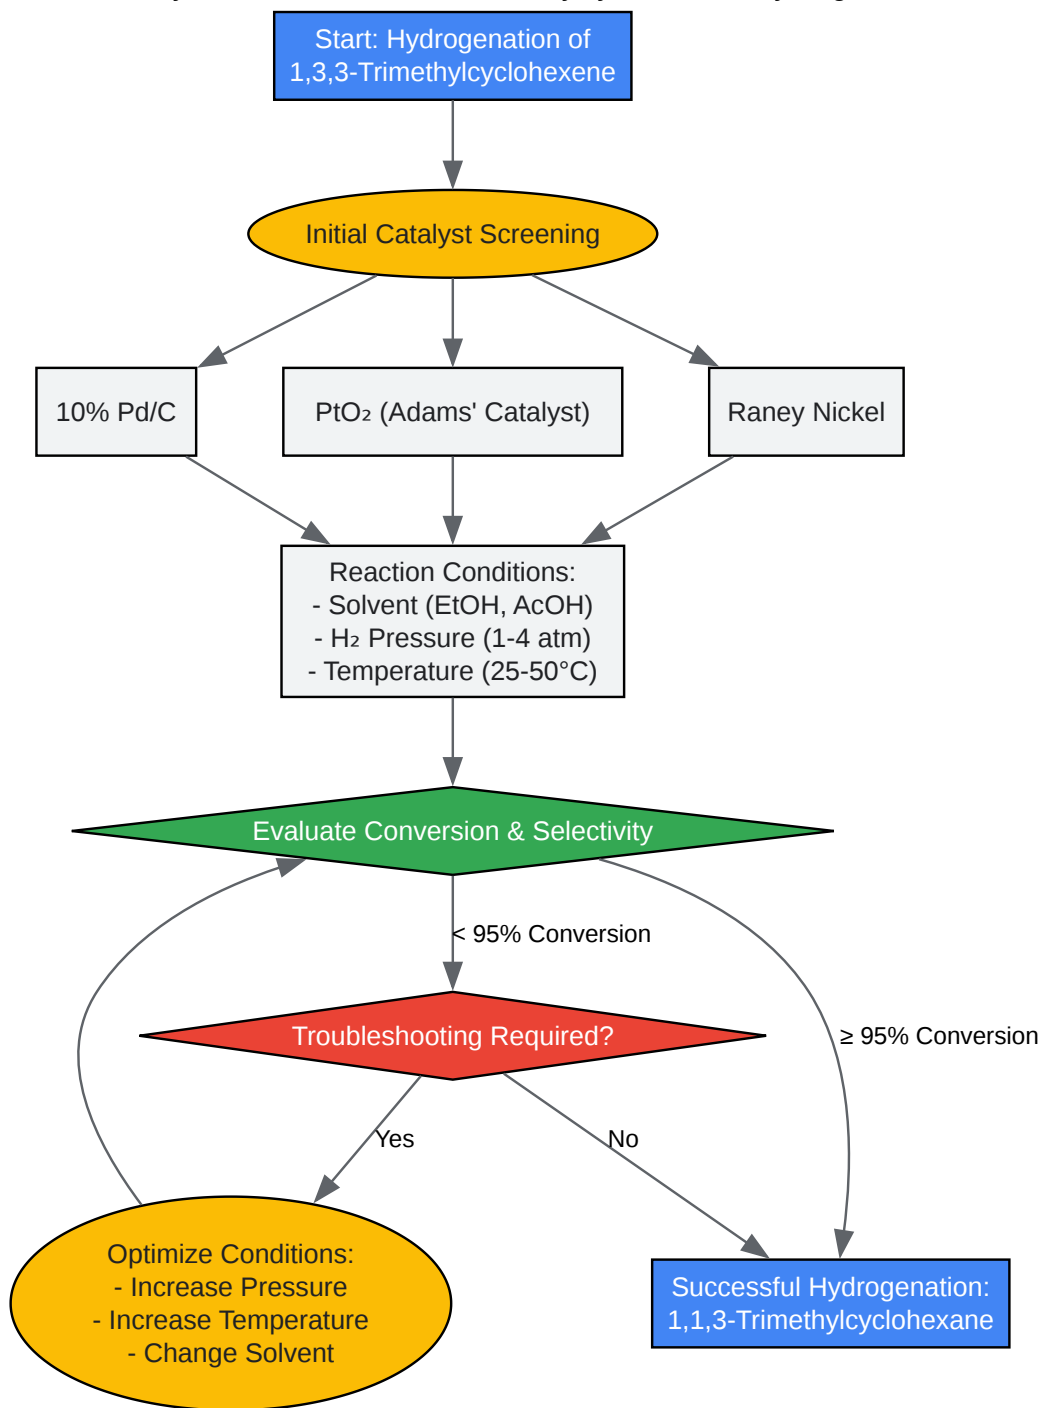 Start: Hydrogenation of
1,3,3-Trimethylcyclohexene
Initial Catalyst Screening
10% Pd/C
PtO₂ (Adams' Catalyst)
Raney Nickel
Reaction Conditions:
- Solvent (EtOH, AcOH)
- H₂ Pressure (1-4 atm)
- Temperature (25-50°C)
Evaluate Conversion & Selectivity
< 95% Conversion
Troubleshooting Required?
≥ 95% Conversion
Yes
No
Optimize Conditions:
- Increase Pressure
- Increase Temperature
- Change Solvent
Successful Hydrogenation:
1,1,3-Trimethylcyclohexane